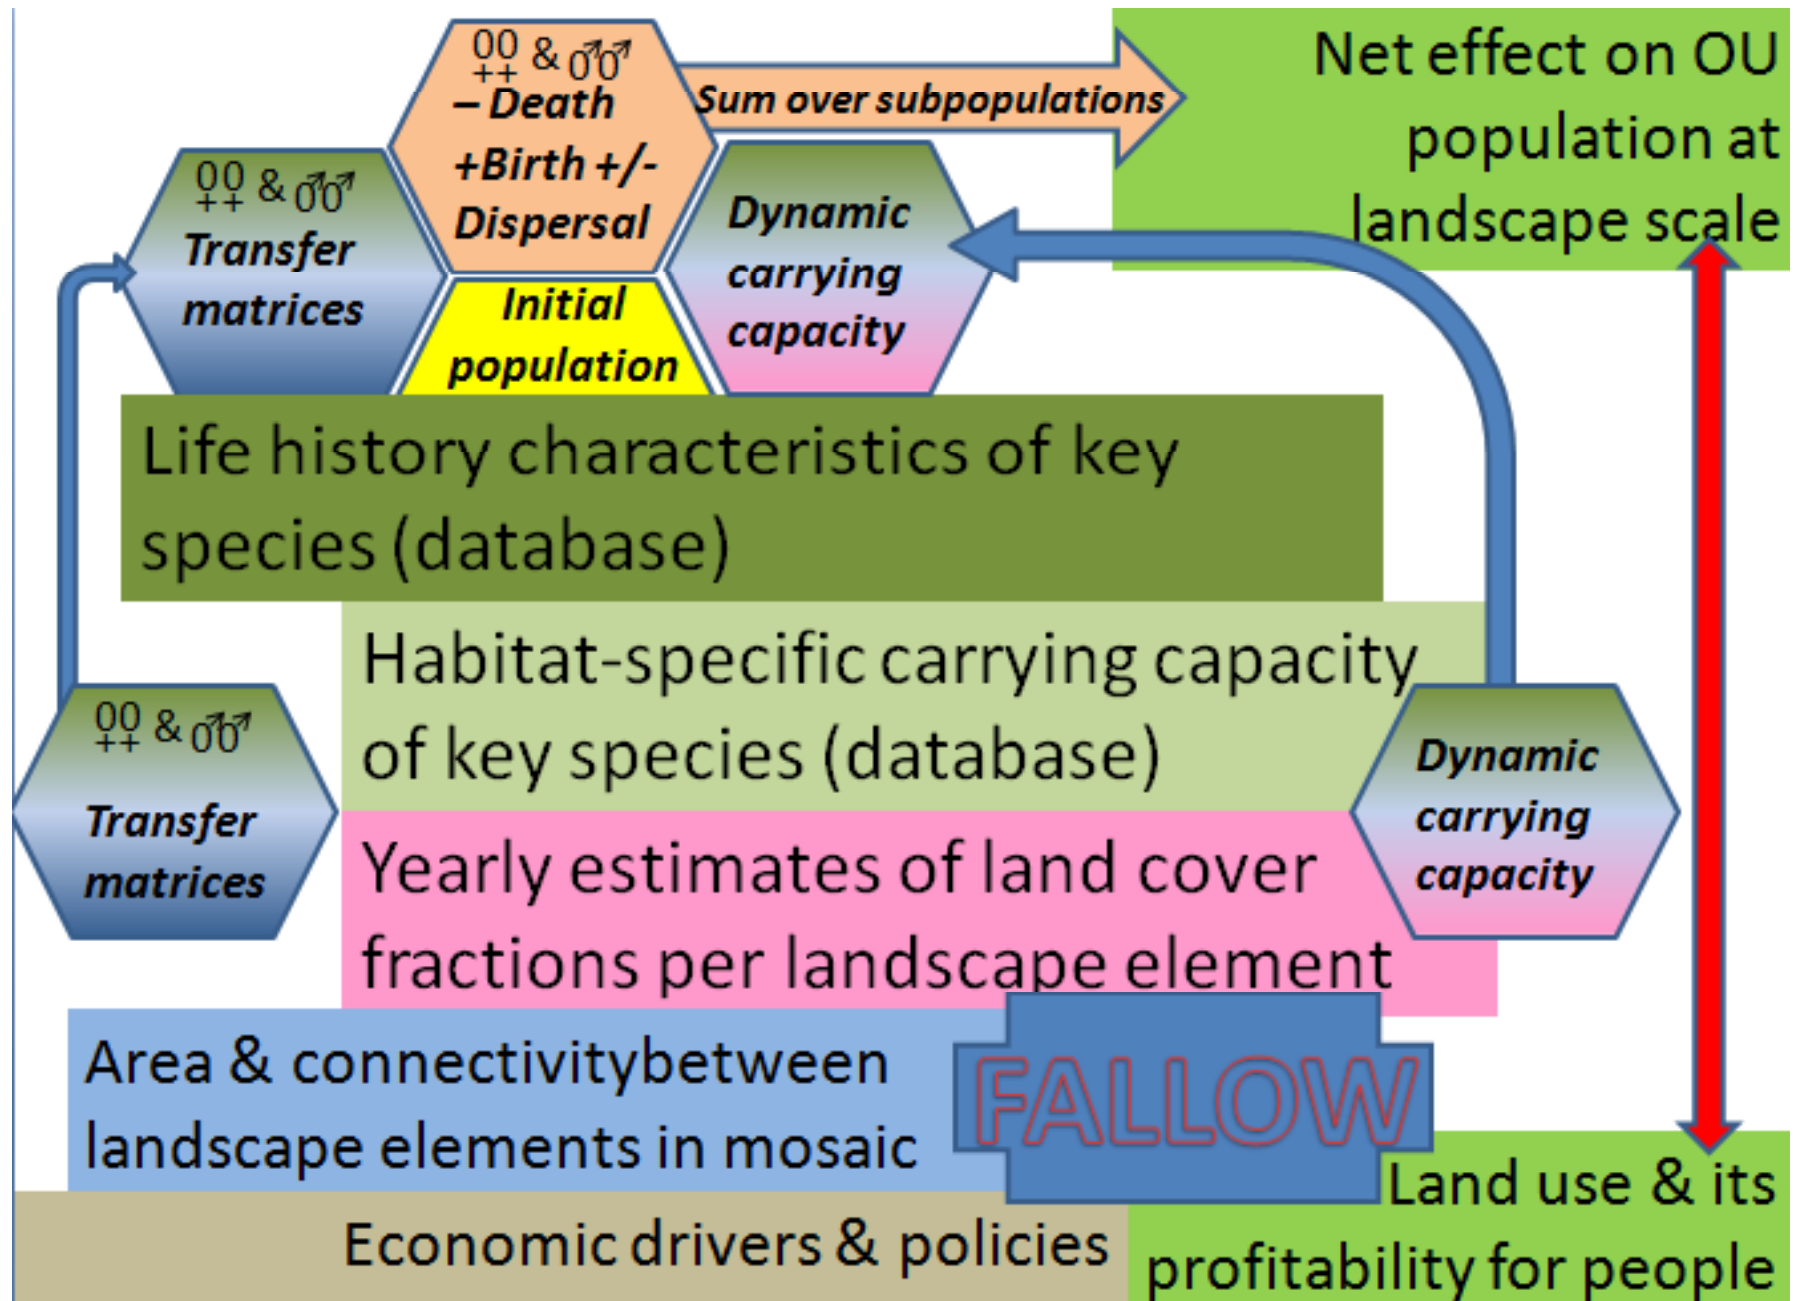 ♀♀ & ♂♂
– Death
+Birth +/-
Dispersal
Sum over subpopulations
Net effect on OU
population at
landscape scale
♀♀ & ♂♂
Transfer
matrices
Initial
population
Dynamic
carrying
capacity
Life history characteristics of key
species (database)
Habitat-specific carrying capacity
of key species (database)
♀♀ & ♂♂
Transfer
matrices
Dynamic
carrying
capacity
Yearly estimates of land cover
fractions per landscape element
Area & connectivitybetween
landscape elements in mosaic
FALLOW
Economic drivers & policies
Land use & its
profitability for people